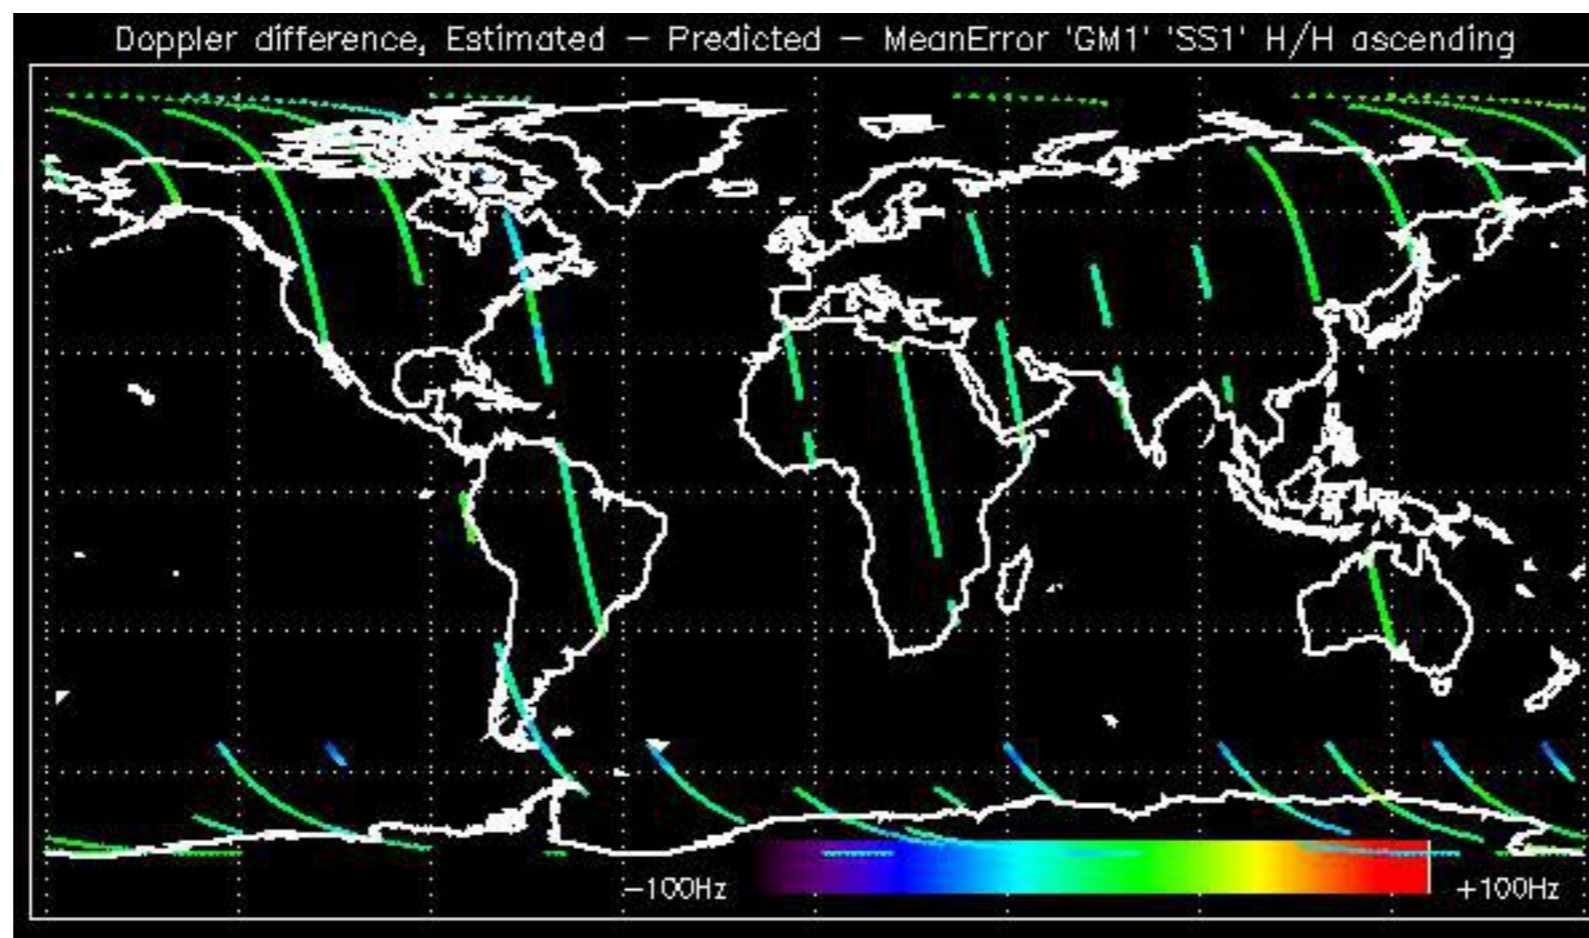 Doppler difference, Estimated — Predicted — MeanError 'GM1' 'SS1' H/H ascending
—100Hz
+100Hz